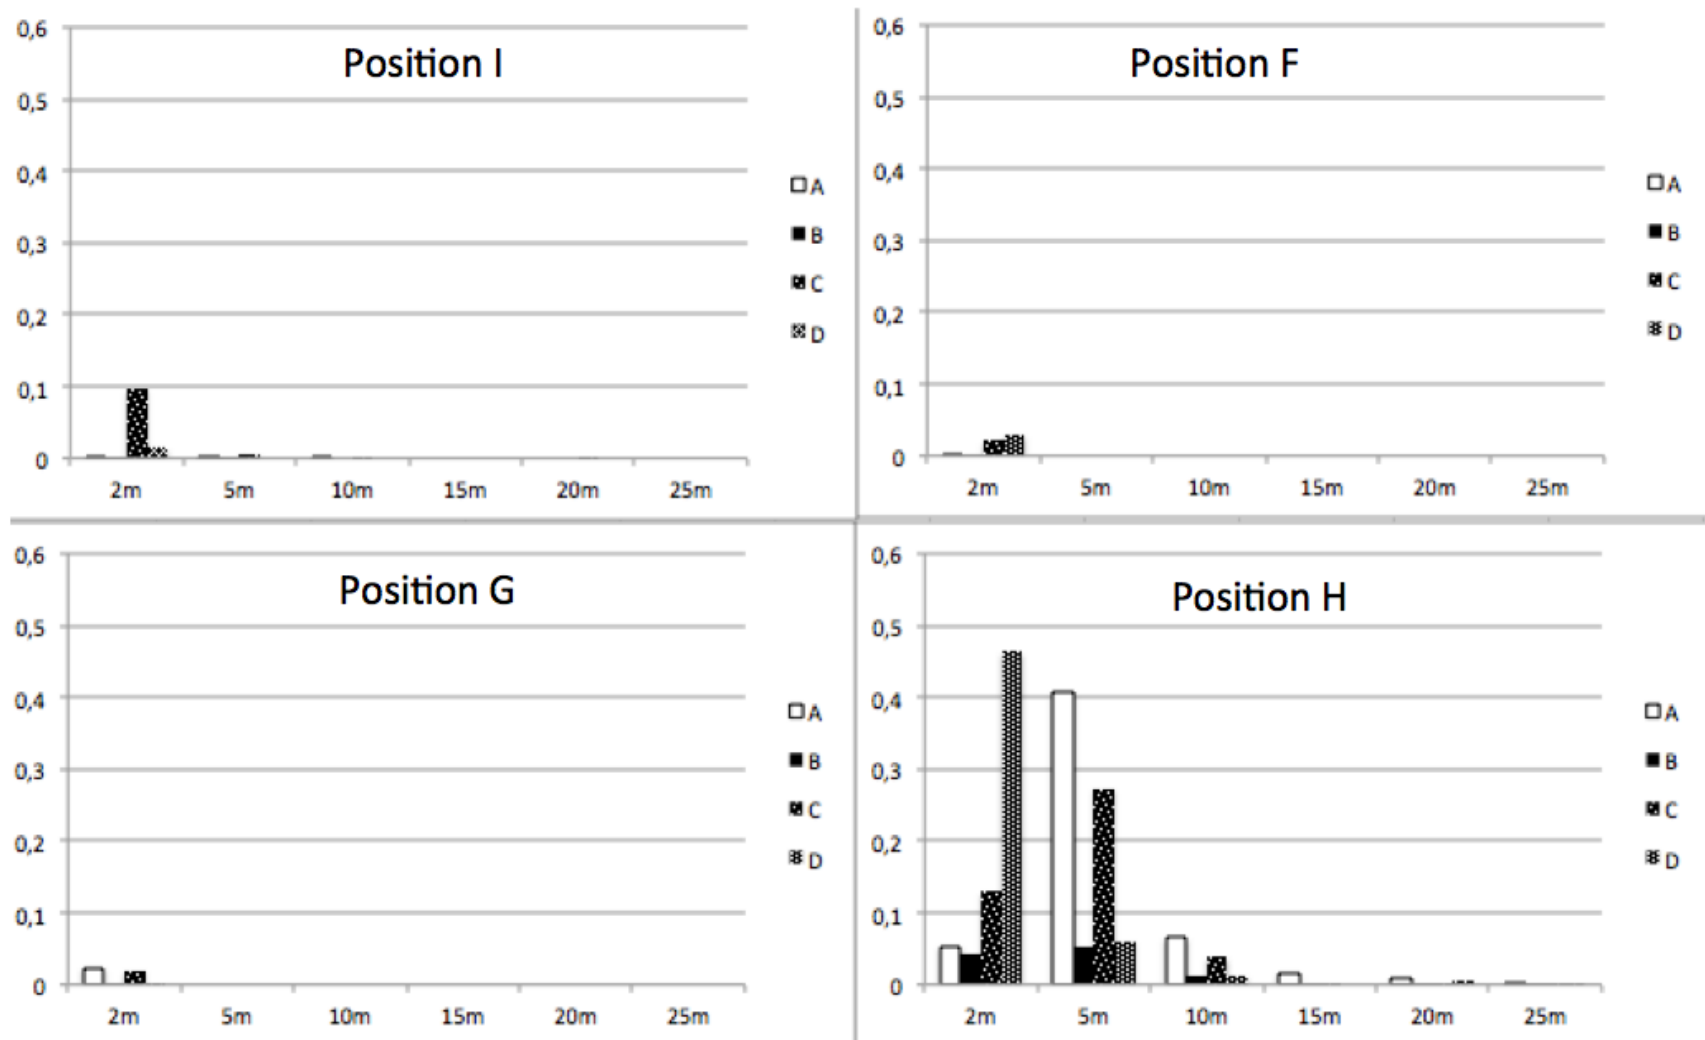 Position I
0,6
0,5
0,4
0,3
0,2
0,1
0
2m 5m 10m 15m 20m 25m
A
B
C
D
Position F
0,6
0,5
0,4
0,3
0,2
0,1
0
2m 5m 10m 15m 20m 25m
A
B
C
D
Position G
0,6
0,5
0,4
0,3
0,2
0,1
0
2m 5m 10m 15m 20m 25m
A
B
C
D
Position H
0,6
0,5
0,4
0,3
0,2
0,1
0
2m 5m 10m 15m 20m 25m
A
B
C
D